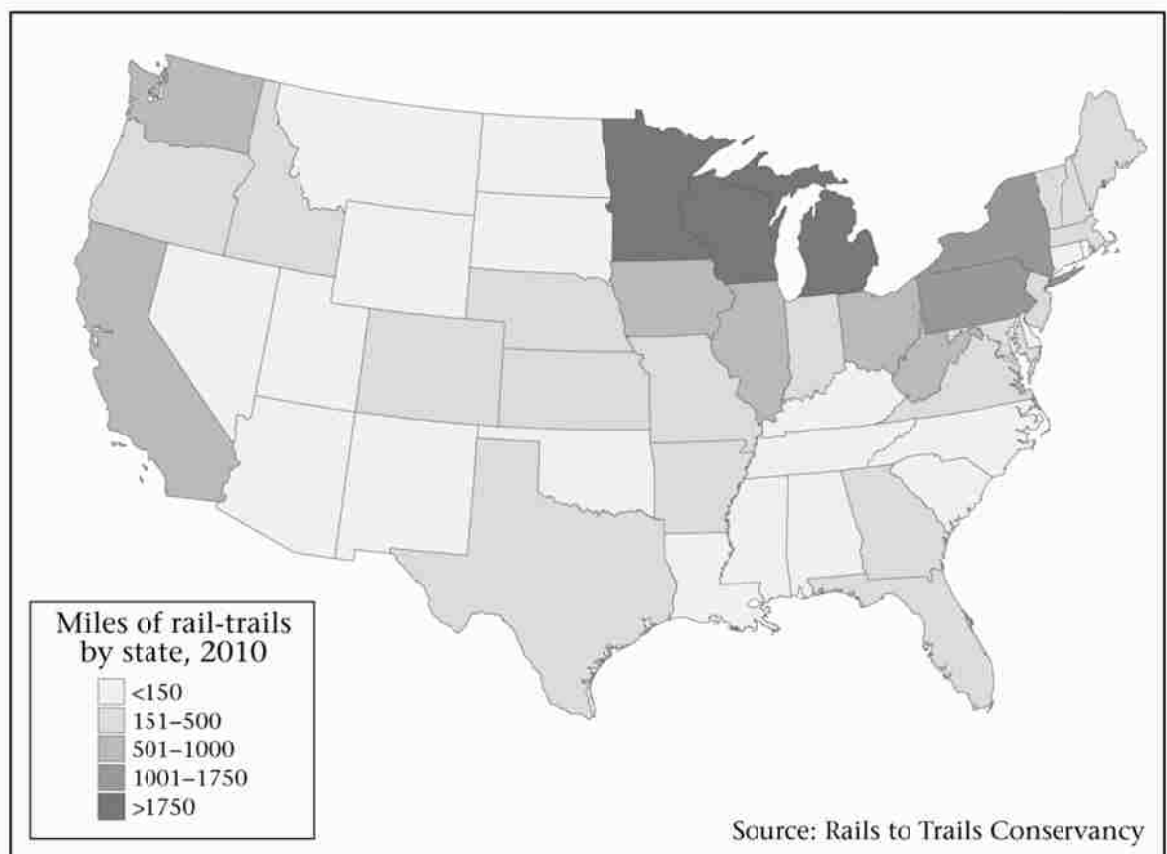 Miles of rail-trails
by state, 2010
<150
151–500
501–1000
1001–1750
>1750
Source: Rails to Trails Conservancy